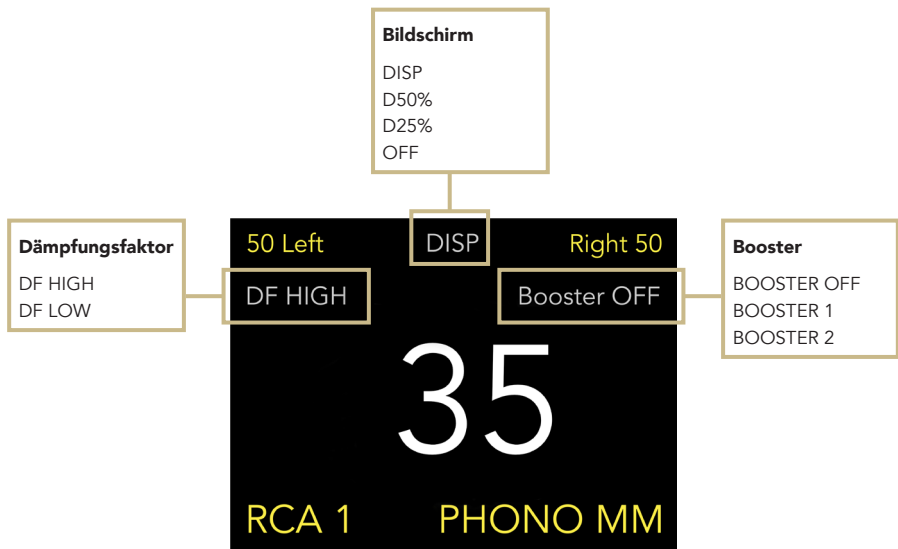 Bildschirm
DISP
D50%
D25%
OFF
Dämpfungsfaktor
DF HIGH
DF LOW
50 Left
DISP
Right 50
DF HIGH
Booster OFF
35
RCA 1
PHONO MM
Booster
BOOSTER OFF
BOOSTER 1
BOOSTER 2